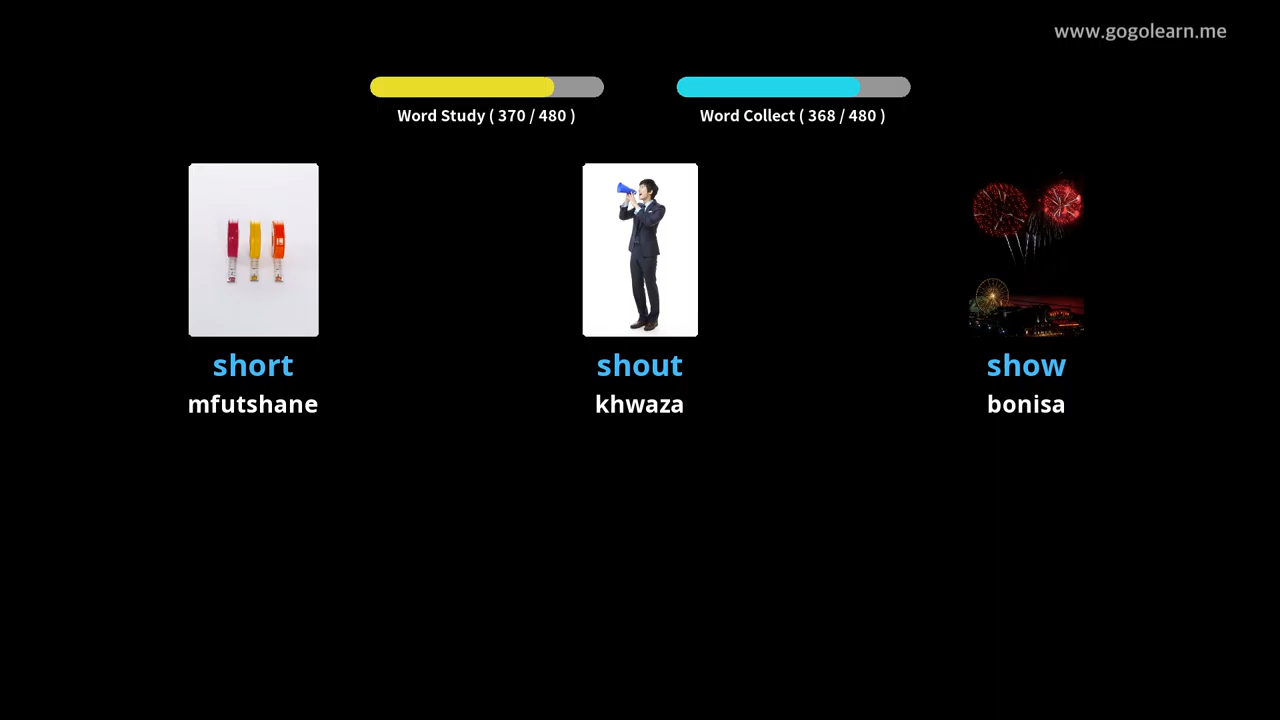 www.gogolearn.me
Word Study ( 370 / 480 )
Word Collect ( 368 / 480 )
short
mfutshane
shout
khwaza
show
bonisa